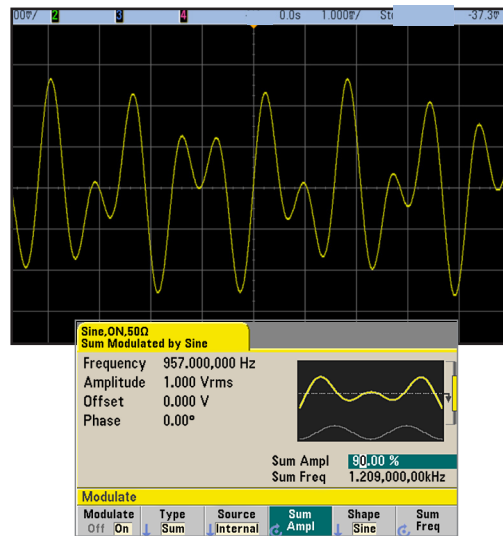 00▿/ 2 3 4 0.0s 1.000▿/ Sto -37.3▿
Sine,ON,50Ω
Sum Modulated by Sine
Frequency 957.000,000 Hz
Amplitude 1.000 Vrms
Offset 0.000 V
Phase 0.00°
Sum Ampl 90.00 %
Sum Freq 1.209,000,00kHz
Modulate
Modulate Type Source Sum Shape Sum
Off On Sum Internal Ampl Sine Freq